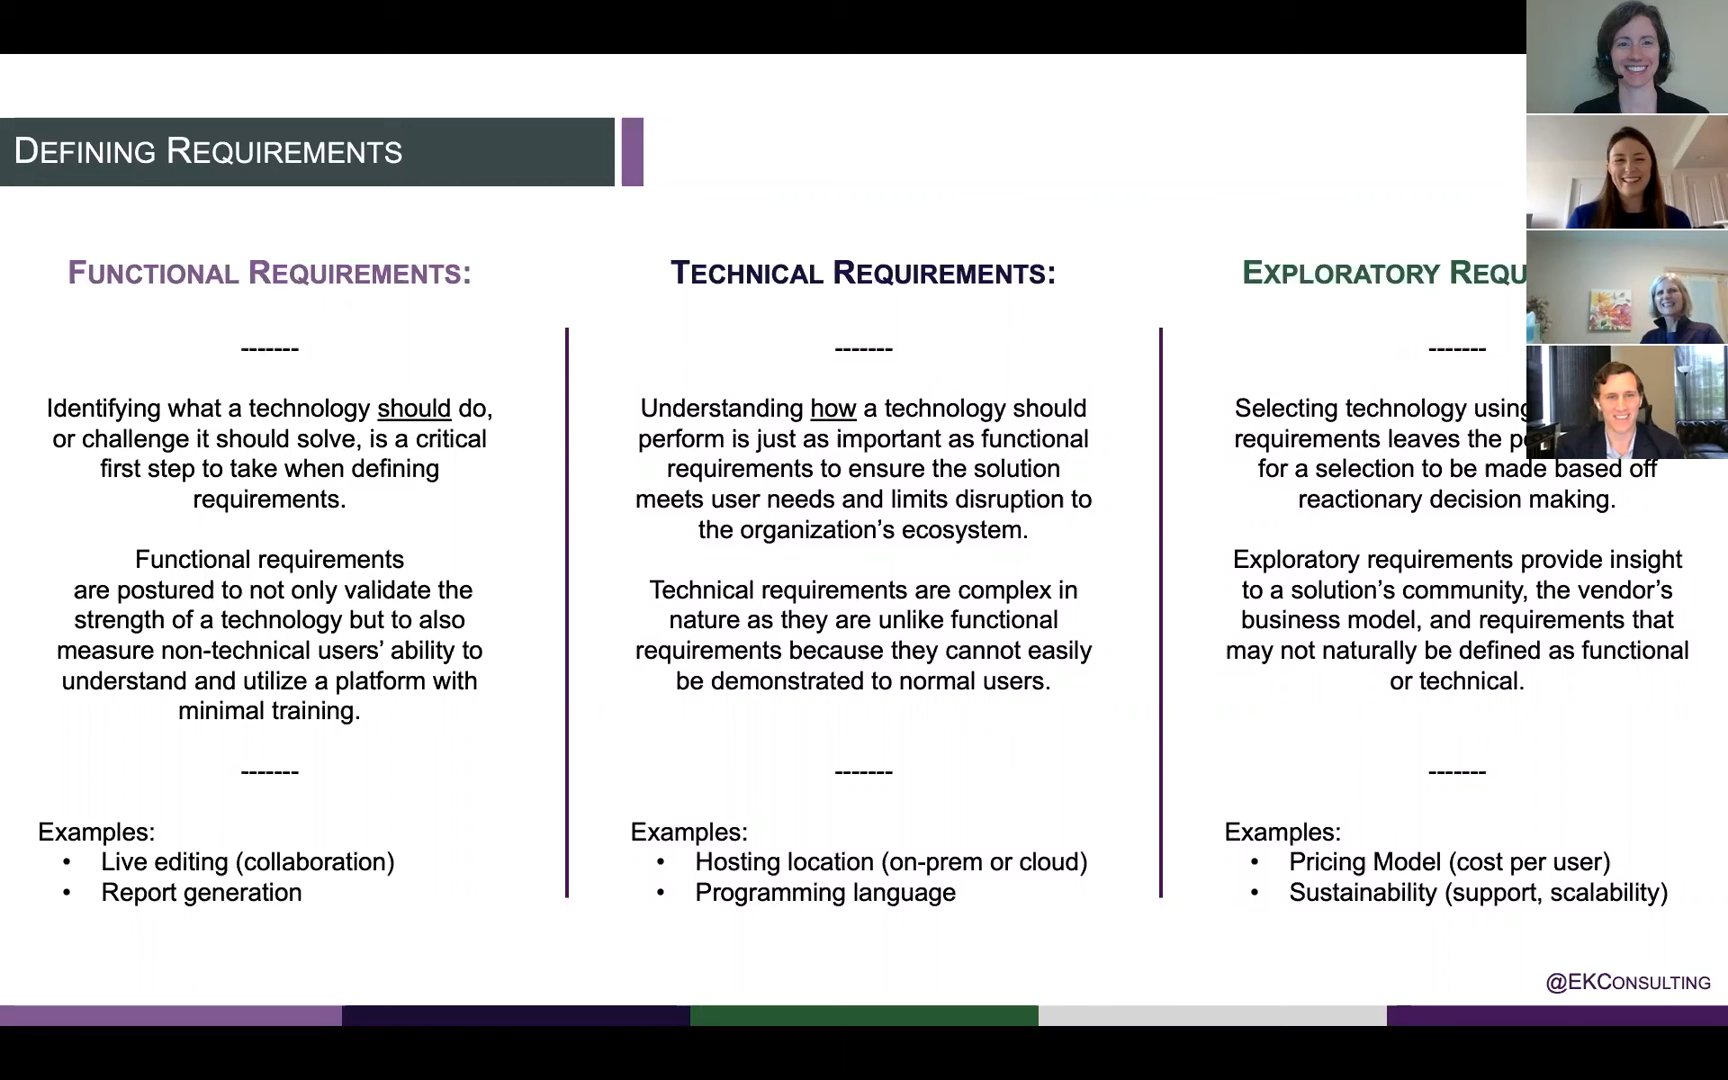 DEFINING REQUIREMENTS
FUNCTIONAL REQUIREMENTS:
-------
Identifying what a technology should do,
or challenge it should solve, is a critical
first step to take when defining
requirements.
Functional requirements
are postured to not only validate the
strength of a technology but to also
measure non-technical users’ ability to
understand and utilize a platform with
minimal training.
-------
Examples:
• Live editing (collaboration)
• Report generation
TECHNICAL REQUIREMENTS:
-------
Understanding how a technology should
perform is just as important as functional
requirements to ensure the solution
meets user needs and limits disruption to
the organization’s ecosystem.
Technical requirements are complex in
nature as they are unlike functional
requirements because they cannot easily
be demonstrated to normal users.
-------
Examples:
• Hosting location (on-prem or cloud)
• Programming language
EXPLORATORY
-------
Selecting technology using
requirements leaves the
for a selection to be made based off
reactionary decision making.
Exploratory requirements provide insight
to a solution’s community, the vendor’s
business model, and requirements that
may not naturally be defined as functional
or technical.
-------
Examples:
• Pricing Model (cost per user)
• Sustainability (support, scalability)
@EKCONSULTING